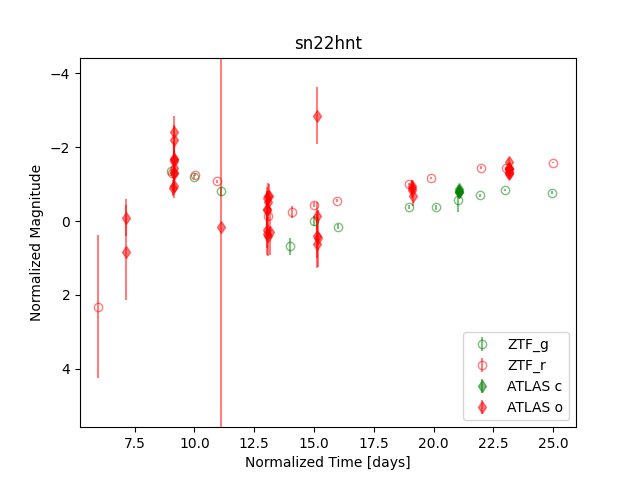 sn22hnt
−4
−2
0
2
4
Normalized Magnitude
7.5 10.0 12.5 15.0 17.5 20.0 22.5 25.0
Normalized Time [days]
ZTF_g
ZTF_r
ATLAS c
ATLAS o